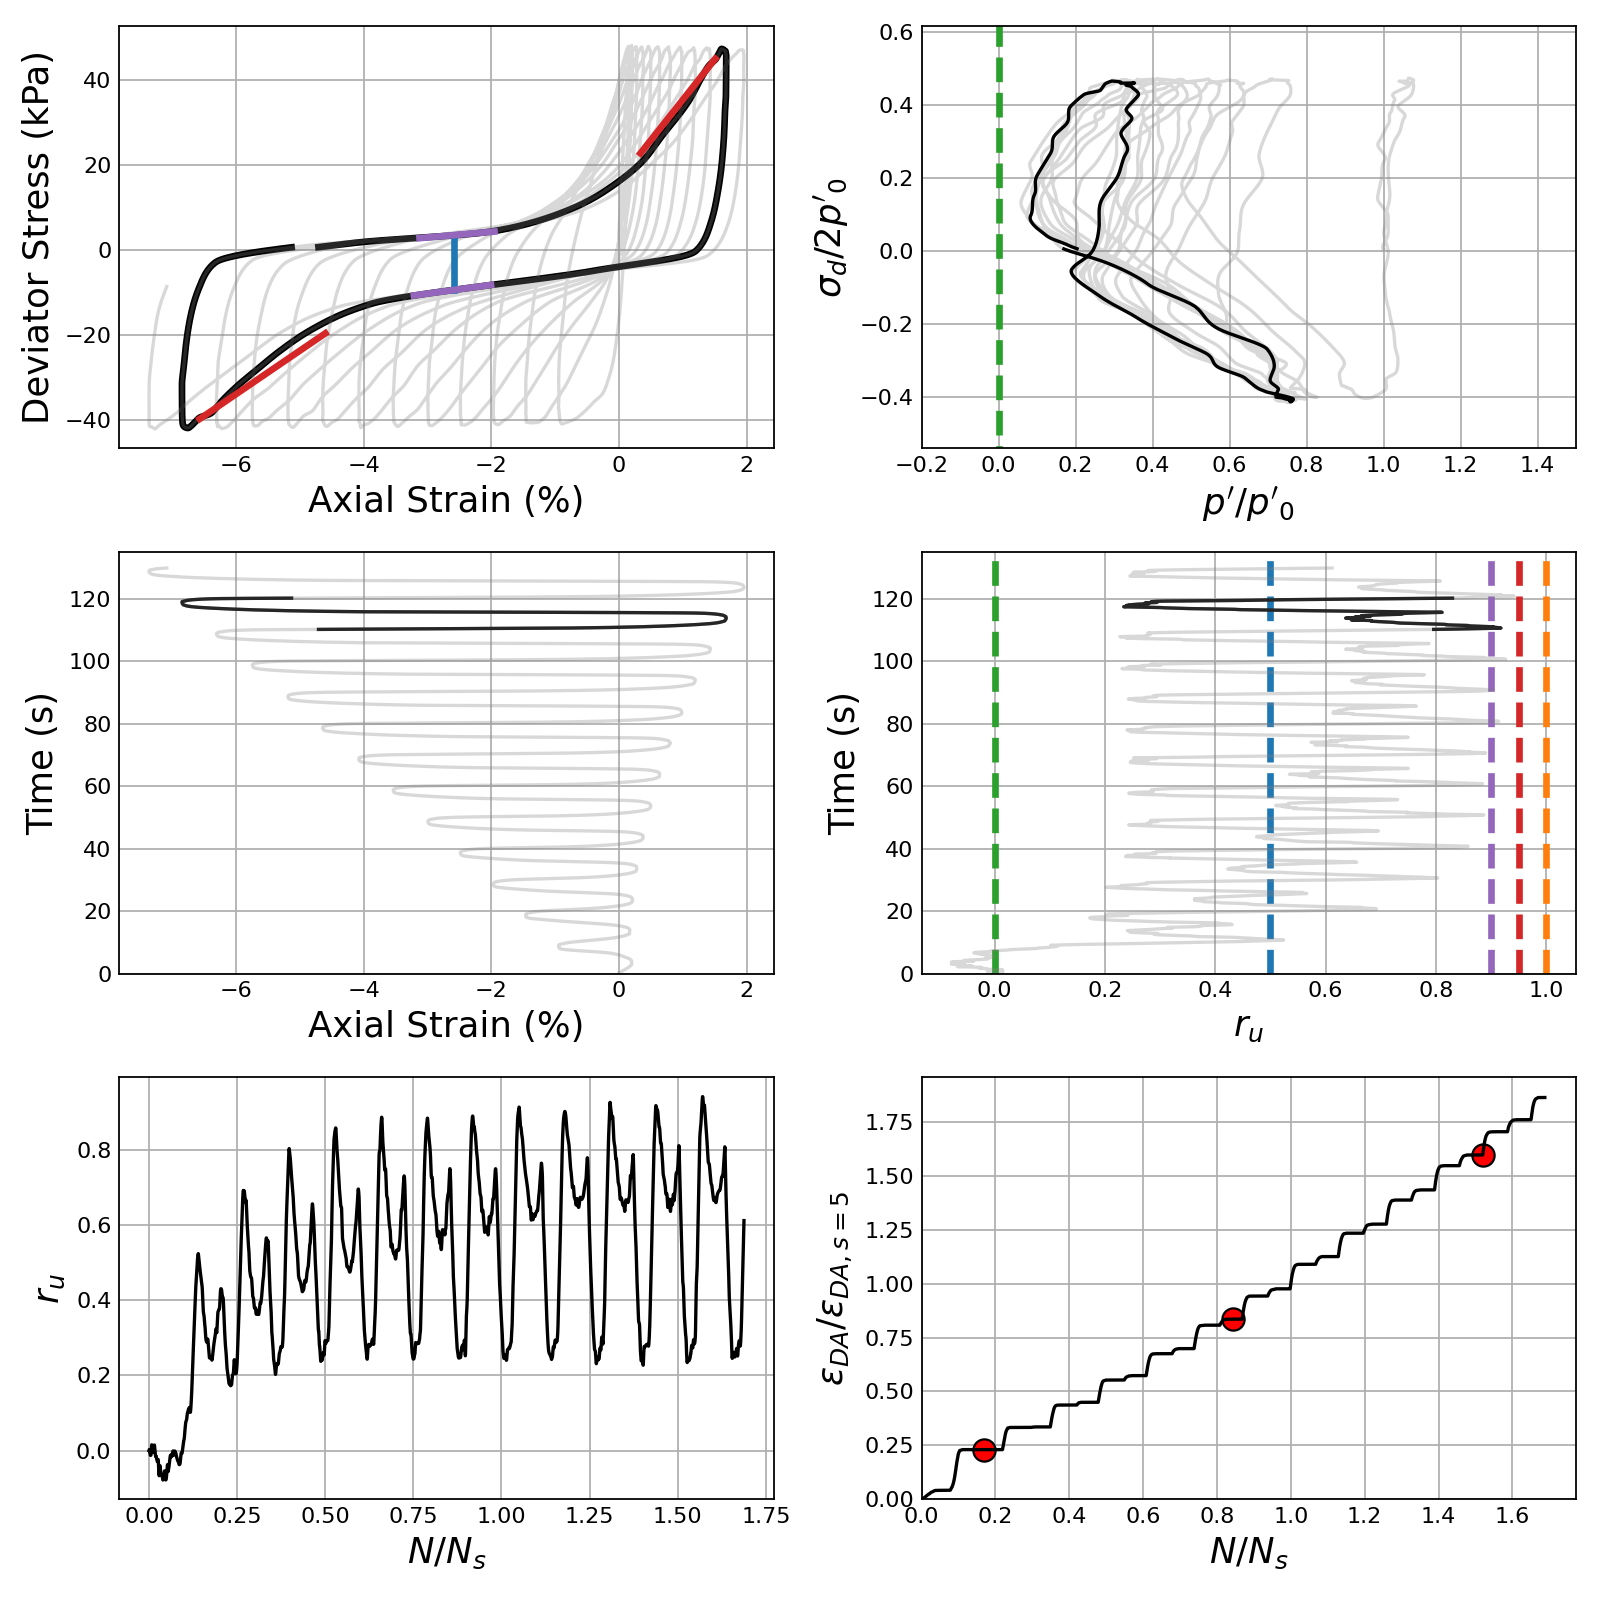 Deviator Stress (kPa)
40
20
0
−20
−40
−6 −4 −2 0 2
Axial Strain (%)
σd/2p′0
0.6
0.4
0.2
0.0
−0.2
−0.4
−0.2 0.0 0.2 0.4 0.6 0.8 1.0 1.2 1.4
p′/p′0
Time (s)
120
100
80
60
40
20
0
−6 −4 −2 0 2
Axial Strain (%)
Time (s)
120
100
80
60
40
20
0
0.0 0.2 0.4 0.6 0.8 1.0
ru
ru
0.8
0.6
0.4
0.2
0.0
0.00 0.25 0.50 0.75 1.00 1.25 1.50 1.75
N/Ns
εDA/εDA, s = 5
1.75
1.50
1.25
1.00
0.75
0.50
0.25
0.00
0.0 0.2 0.4 0.6 0.8 1.0 1.2 1.4 1.6
N/Ns